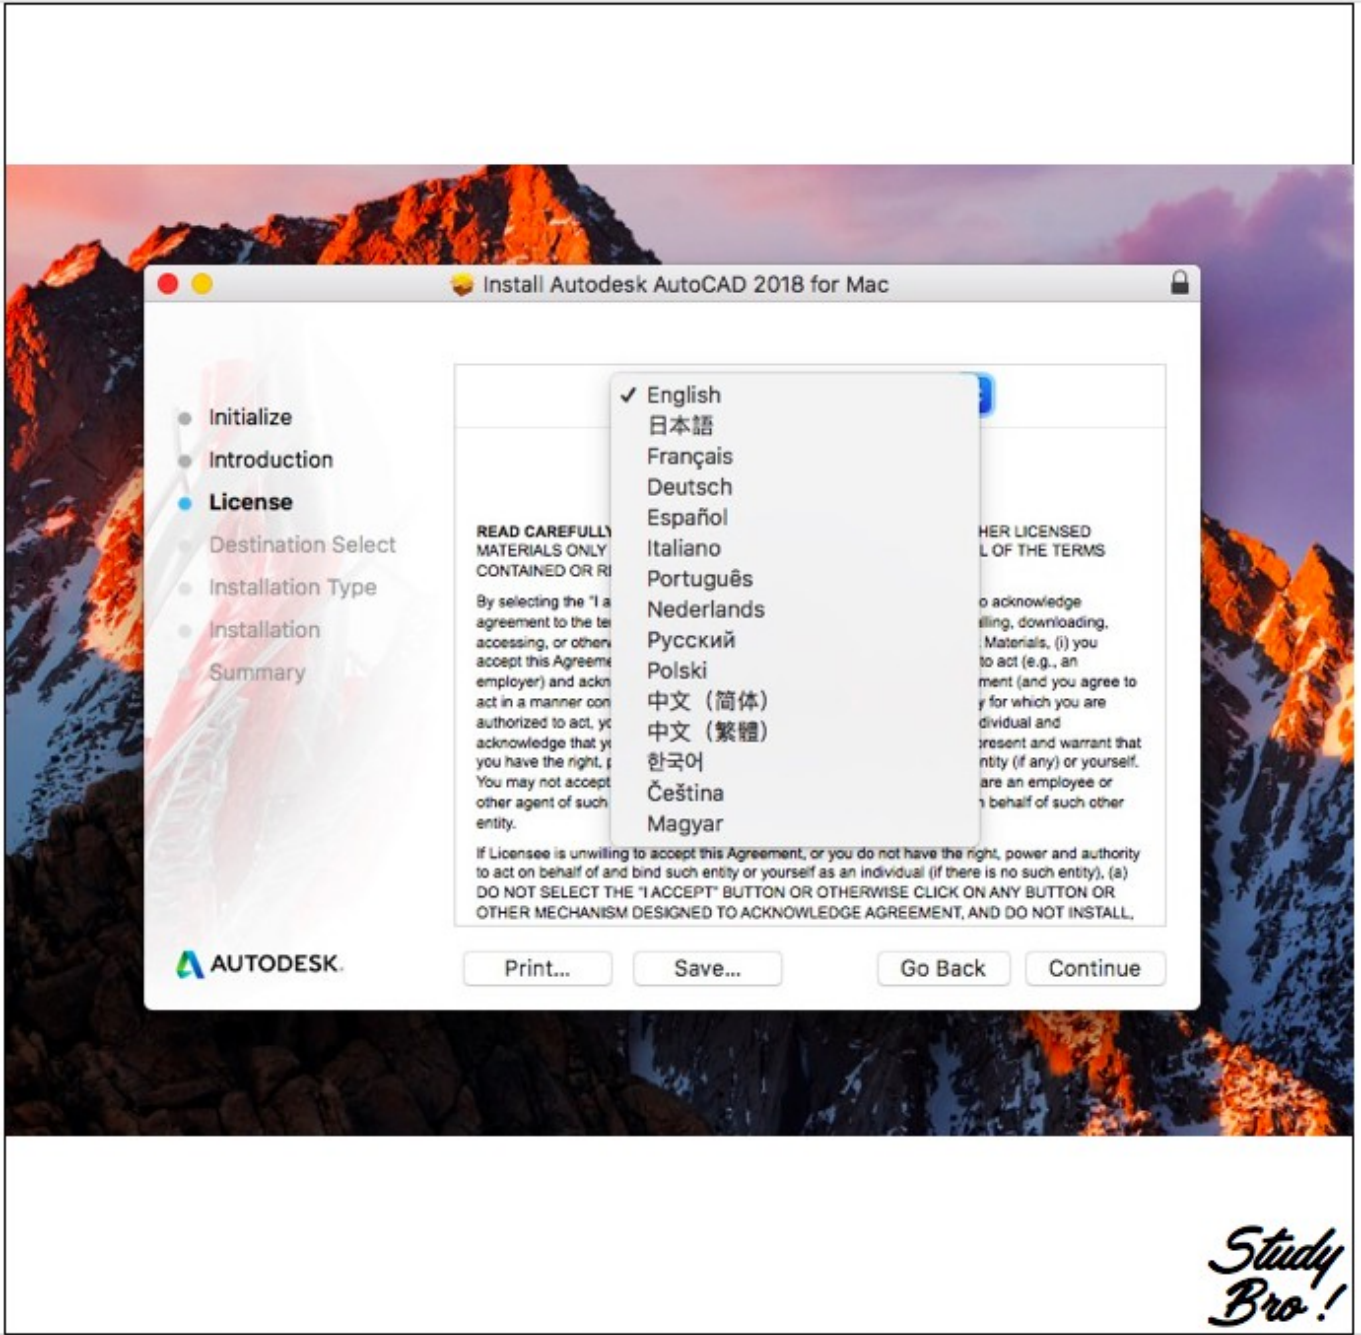 Install Autodesk AutoCAD 2018 for Mac
Initialize
Introduction
License
Destination Select
Installation Type
Installation
Summary
✓ English
日本語
Français
Deutsch
Español
Italiano
Português
Nederlands
Русский
Polski
中文（简体）
中文（繁體）
한국어
Čeština
Magyar
READ CAREFULLY HER LICENSED
MATERIALS ONLY L OF THE TERMS
CONTAINED OR
By selecting the "I a o acknowledge
agreement to the lling, downloading,
accessing, or Materials, (i) you
accept this to act (e.g., an
employer) and ment (and you agree to
act in a manner y for which you are
authorized to act, dividual and
acknowledge that present and warrant that
you have the right, ntity (if any) or yourself.
You may not accept are an employee or
other agent of such behalf of such other
entity.
If Licensee is unwilling to accept this Agreement, or you do not have the right, power and authority
to act on behalf of and bind such entity or yourself as an individual (if there is no such entity), (a)
DO NOT SELECT THE "I ACCEPT" BUTTON OR OTHERWISE CLICK ON ANY BUTTON OR
OTHER MECHANISM DESIGNED TO ACKNOWLEDGE AGREEMENT, AND DO NOT INSTALL,
AUTODESK.
Print... Save... Go Back Continue
Study
Bro!